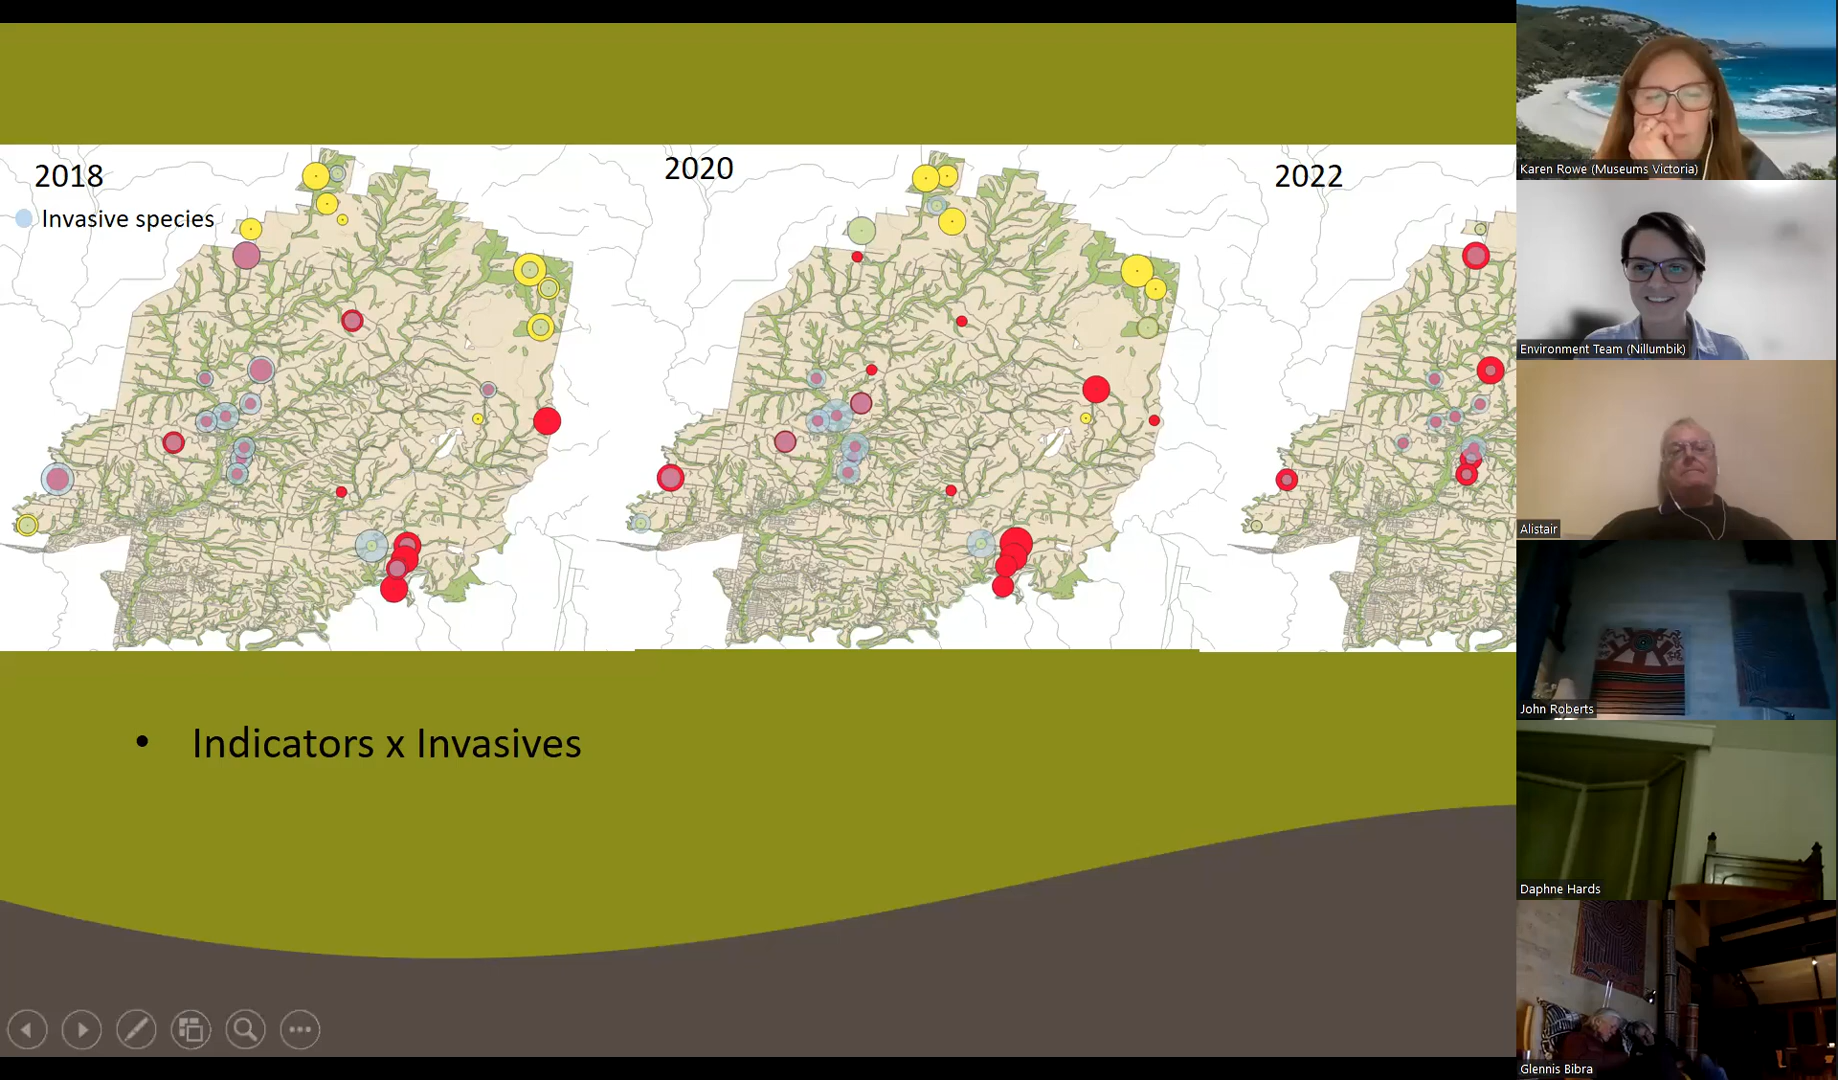 2018
Invasive species
2020
2022
• Indicators x Invasives
Karen Rowe (Museums Victoria)
Environment Team (Nillumbik)
Alistair
John Roberts
Daphne Hards
Glennis Bibra